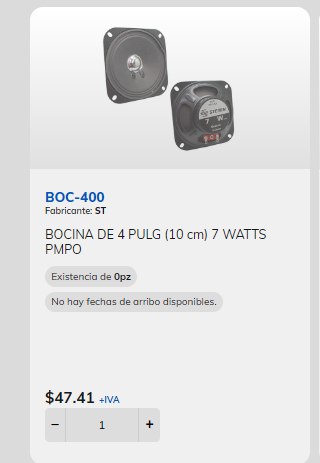 7 W
BOC-400
Fabricante: ST
BOCINA DE 4 PULG (10 cm) 7 WATTS
PMPO
Existencia de 0pz
No hay fechas de arribo disponibles.
$47.41 +IVA
− 1 +